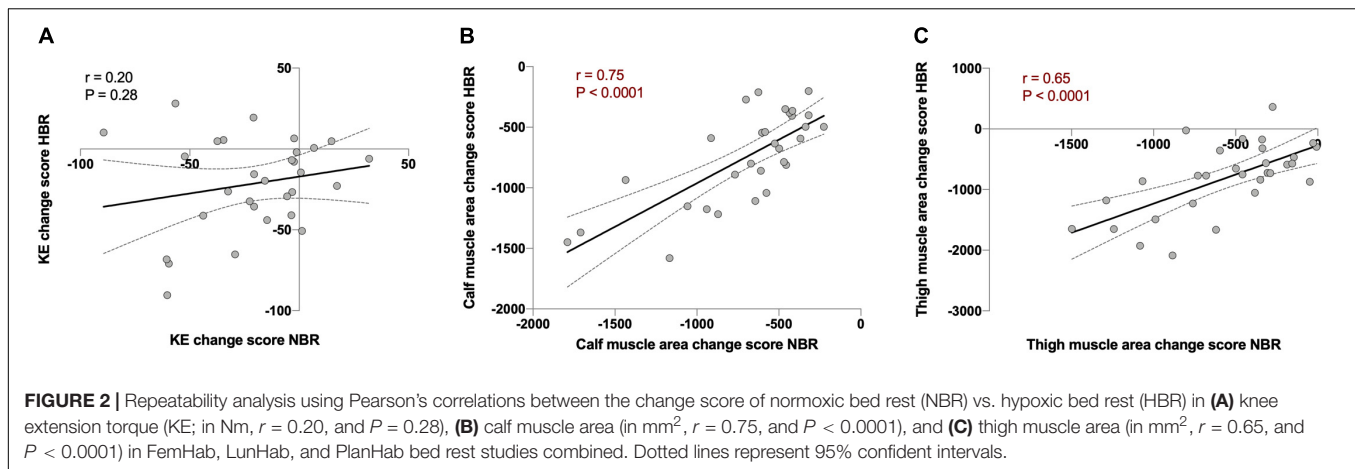 A
r = 0.20
P = 0.28
50
-100
-50
50
-50
-100
KE change score HBR
KE change score NBR
B
r = 0.75
P < 0.0001
0
-500
-1000
-1500
-2000
-2000
-1500
-1000
-500
0
Calf muscle area change score HBR
Calf muscle area change score NBR
C
r = 0.65
P < 0.0001
1000
0
-1000
-2000
-3000
-2000
-1500
-1000
-500
0
Thigh muscle area change score HBR
Thigh muscle area change score NBR
FIGURE 2 | Repeatability analysis using Pearson's correlations between the change score of normoxic bed rest (NBR) vs. hypoxic bed rest (HBR) in (A) knee
extension torque (KE; in Nm, r = 0.20, and P = 0.28), (B) calf muscle area (in mm², r = 0.75, and P < 0.0001), and (C) thigh muscle area (in mm², r = 0.65, and
P < 0.0001) in FemHab, LunHab, and PlanHab bed rest studies combined. Dotted lines represent 95% confident intervals.